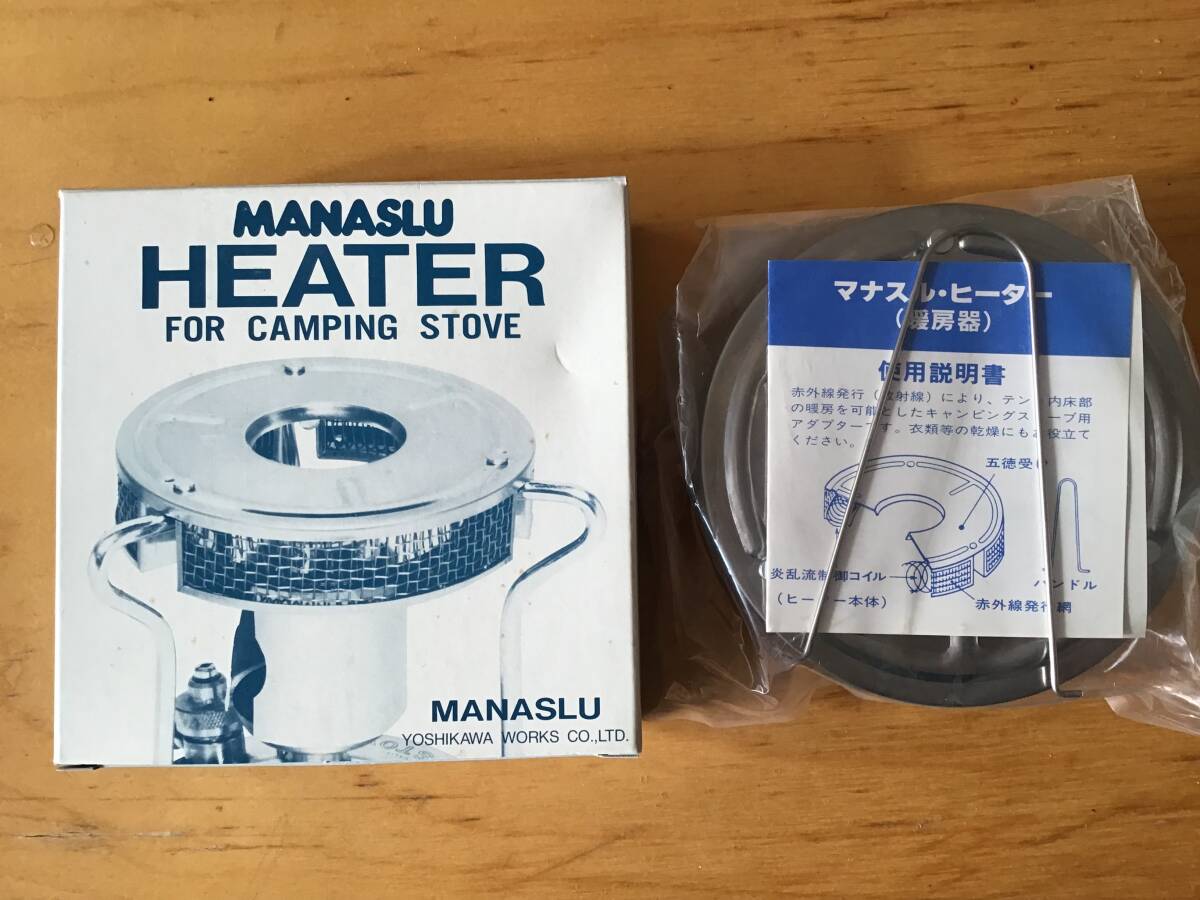 MANASLU
HEATER
FOR CAMPING STOVE
MANASLU
YOSHIKAWA WORKS CO.,LTD.
マナスル・ヒーター
(暖房器)
使用説明書
赤外線発行(放射線)により、テント内床部
の暖房を可能としたキャンピングストーブ用
アダプターです。衣類等の乾燥にもお役立て
ください。
五徳受け
炎乱流制御コイル
ハンドル
(ヒーター本体)
赤外線発行網